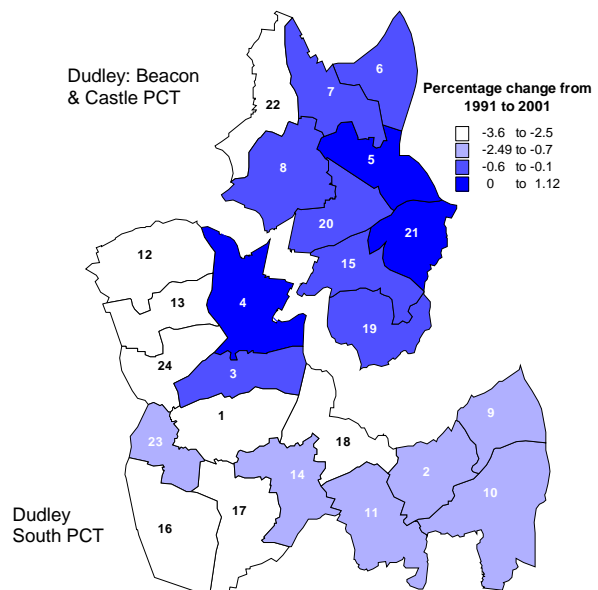 Dudley: Beacon
& Castle PCT
Percentage change from
1991 to 2001
-3.6 to -2.5
-2.49 to -0.7
-0.6 to -0.1
0 to 1.12
6
7
22
5
8
20
21
12
15
13
4
19
24
3
9
1
23
18
2
14
10
11
17
16
Dudley
South PCT